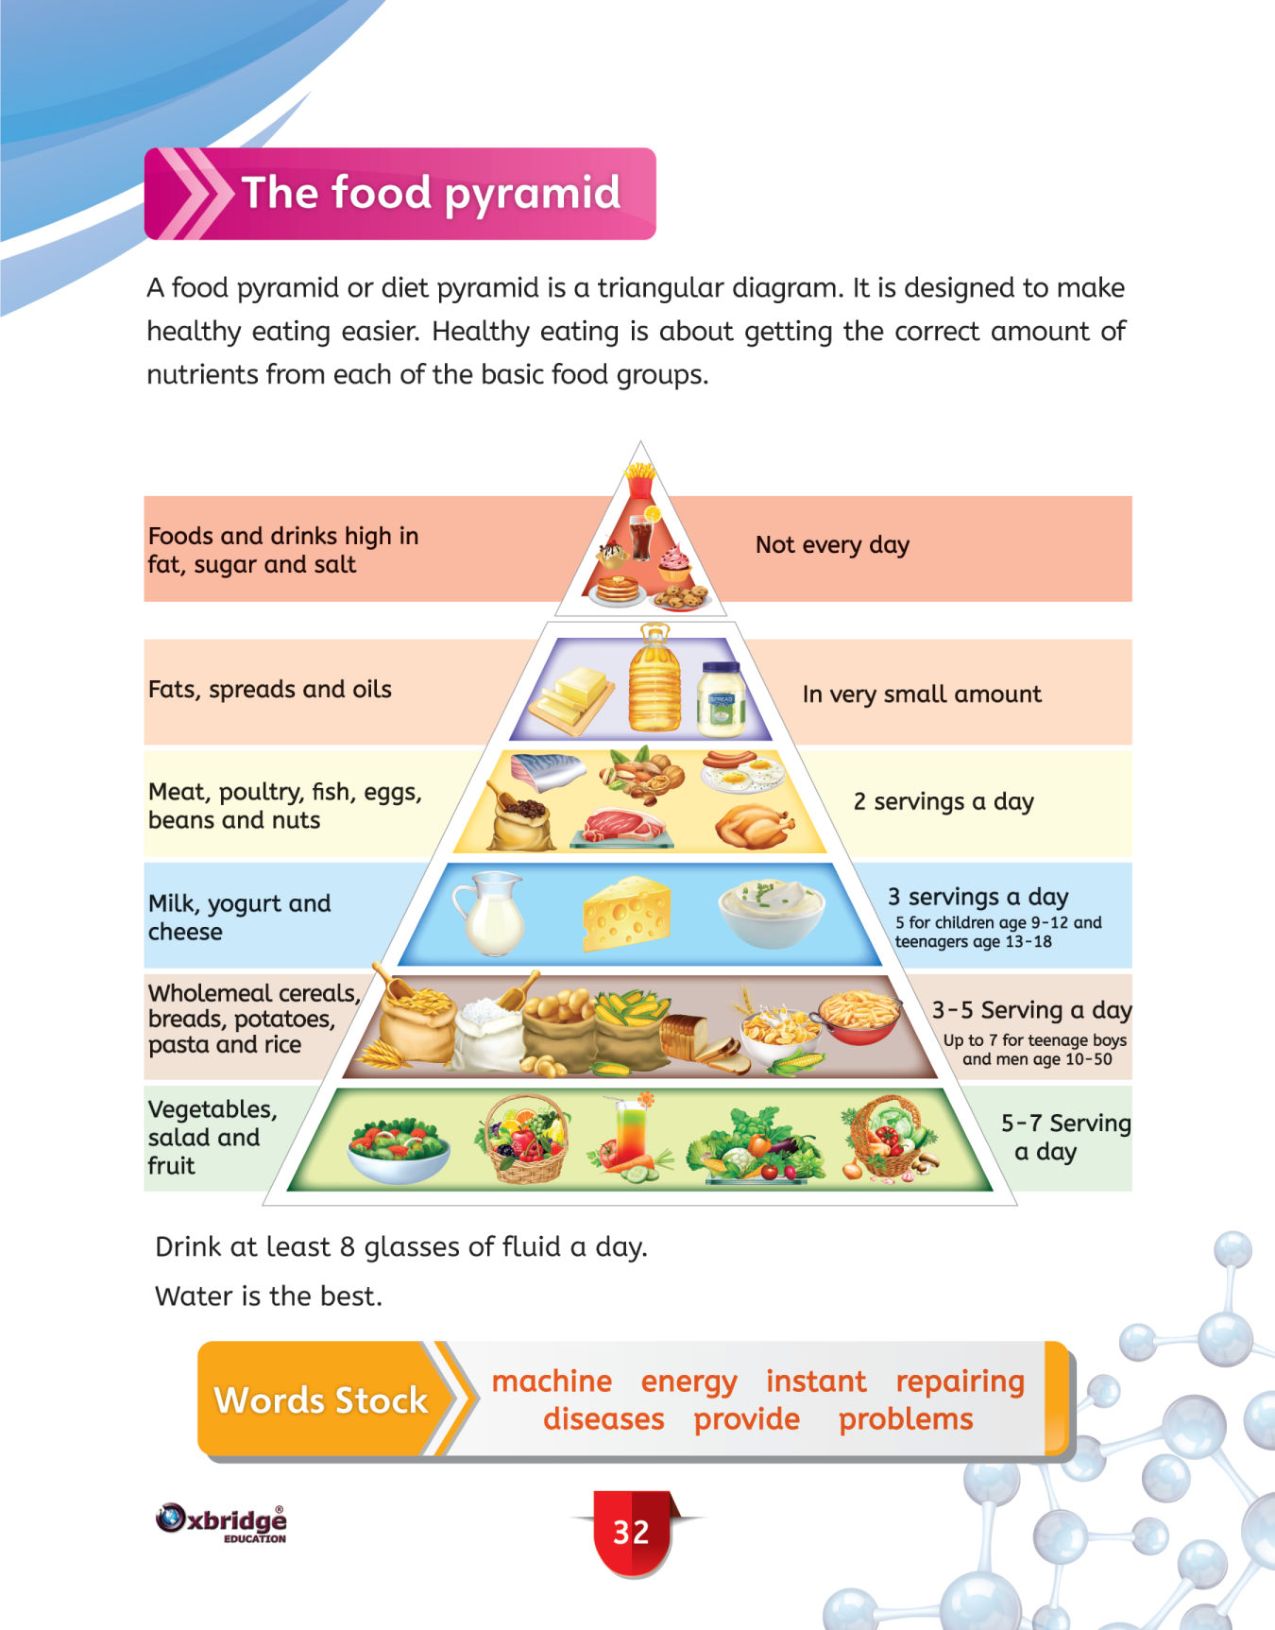 The food pyramid
A food pyramid or diet pyramid is a triangular diagram. It is designed to make
healthy eating easier. Healthy eating is about getting the correct amount of
nutrients from each of the basic food groups.
Foods and drinks high in
fat, sugar and salt
Not every day
Fats, spreads and oils
SPREAD
In very small amount
Meat, poultry, fish, eggs,
beans and nuts
2 servings a day
Milk, yogurt and
cheese
3 servings a day
5 for children age 9-12 and
teenagers age 13-18
Wholemeal cereals,
breads, potatoes,
pasta and rice
3-5 Serving a day
Up to 7 for teenage boys
and men age 10-50
Vegetables,
salad and
fruit
5-7 Serving
a day
Drink at least 8 glasses of fluid a day.
Water is the best.
Words Stock
machine energy instant repairing
diseases provide problems
Oxbridge®
EDUCATION
32